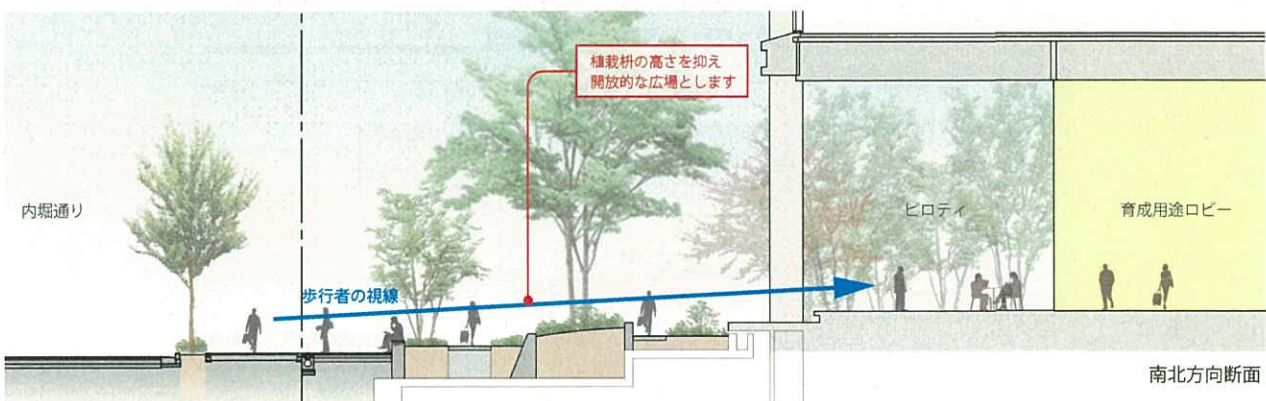 植栽枡の高さを抑え
開放的な広場とします
内堀通り
ピロティ
育成用途ロビー
歩行者の視線
南北方向断面